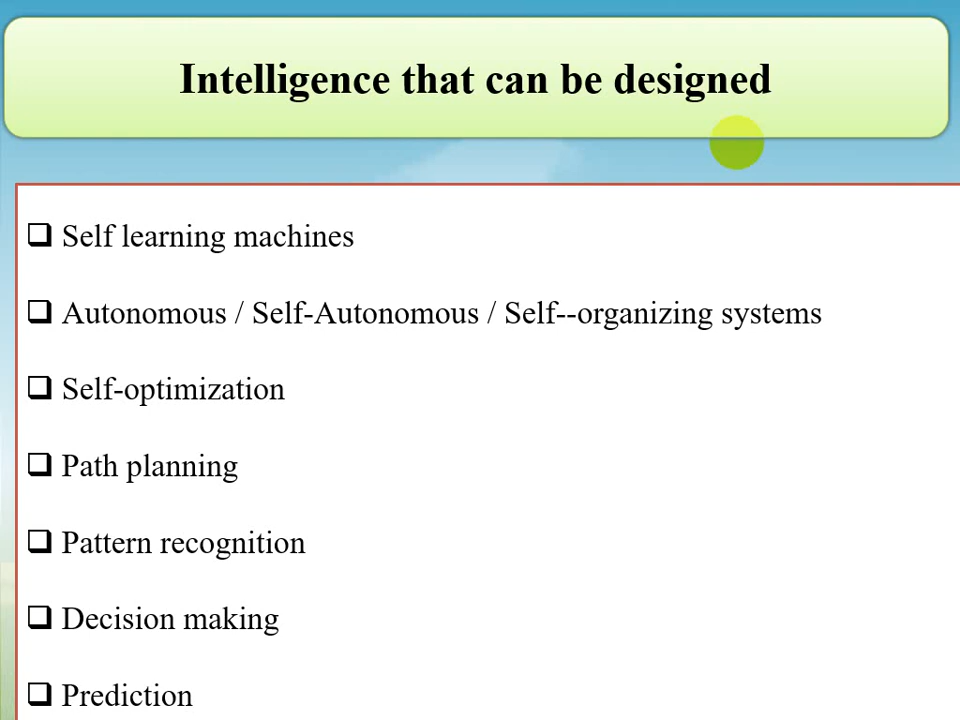 Intelligence that can be designed
Self learning machines
Autonomous / Self-Autonomous / Self--organizing systems
Self-optimization
Path planning
Pattern recognition
Decision making
Prediction